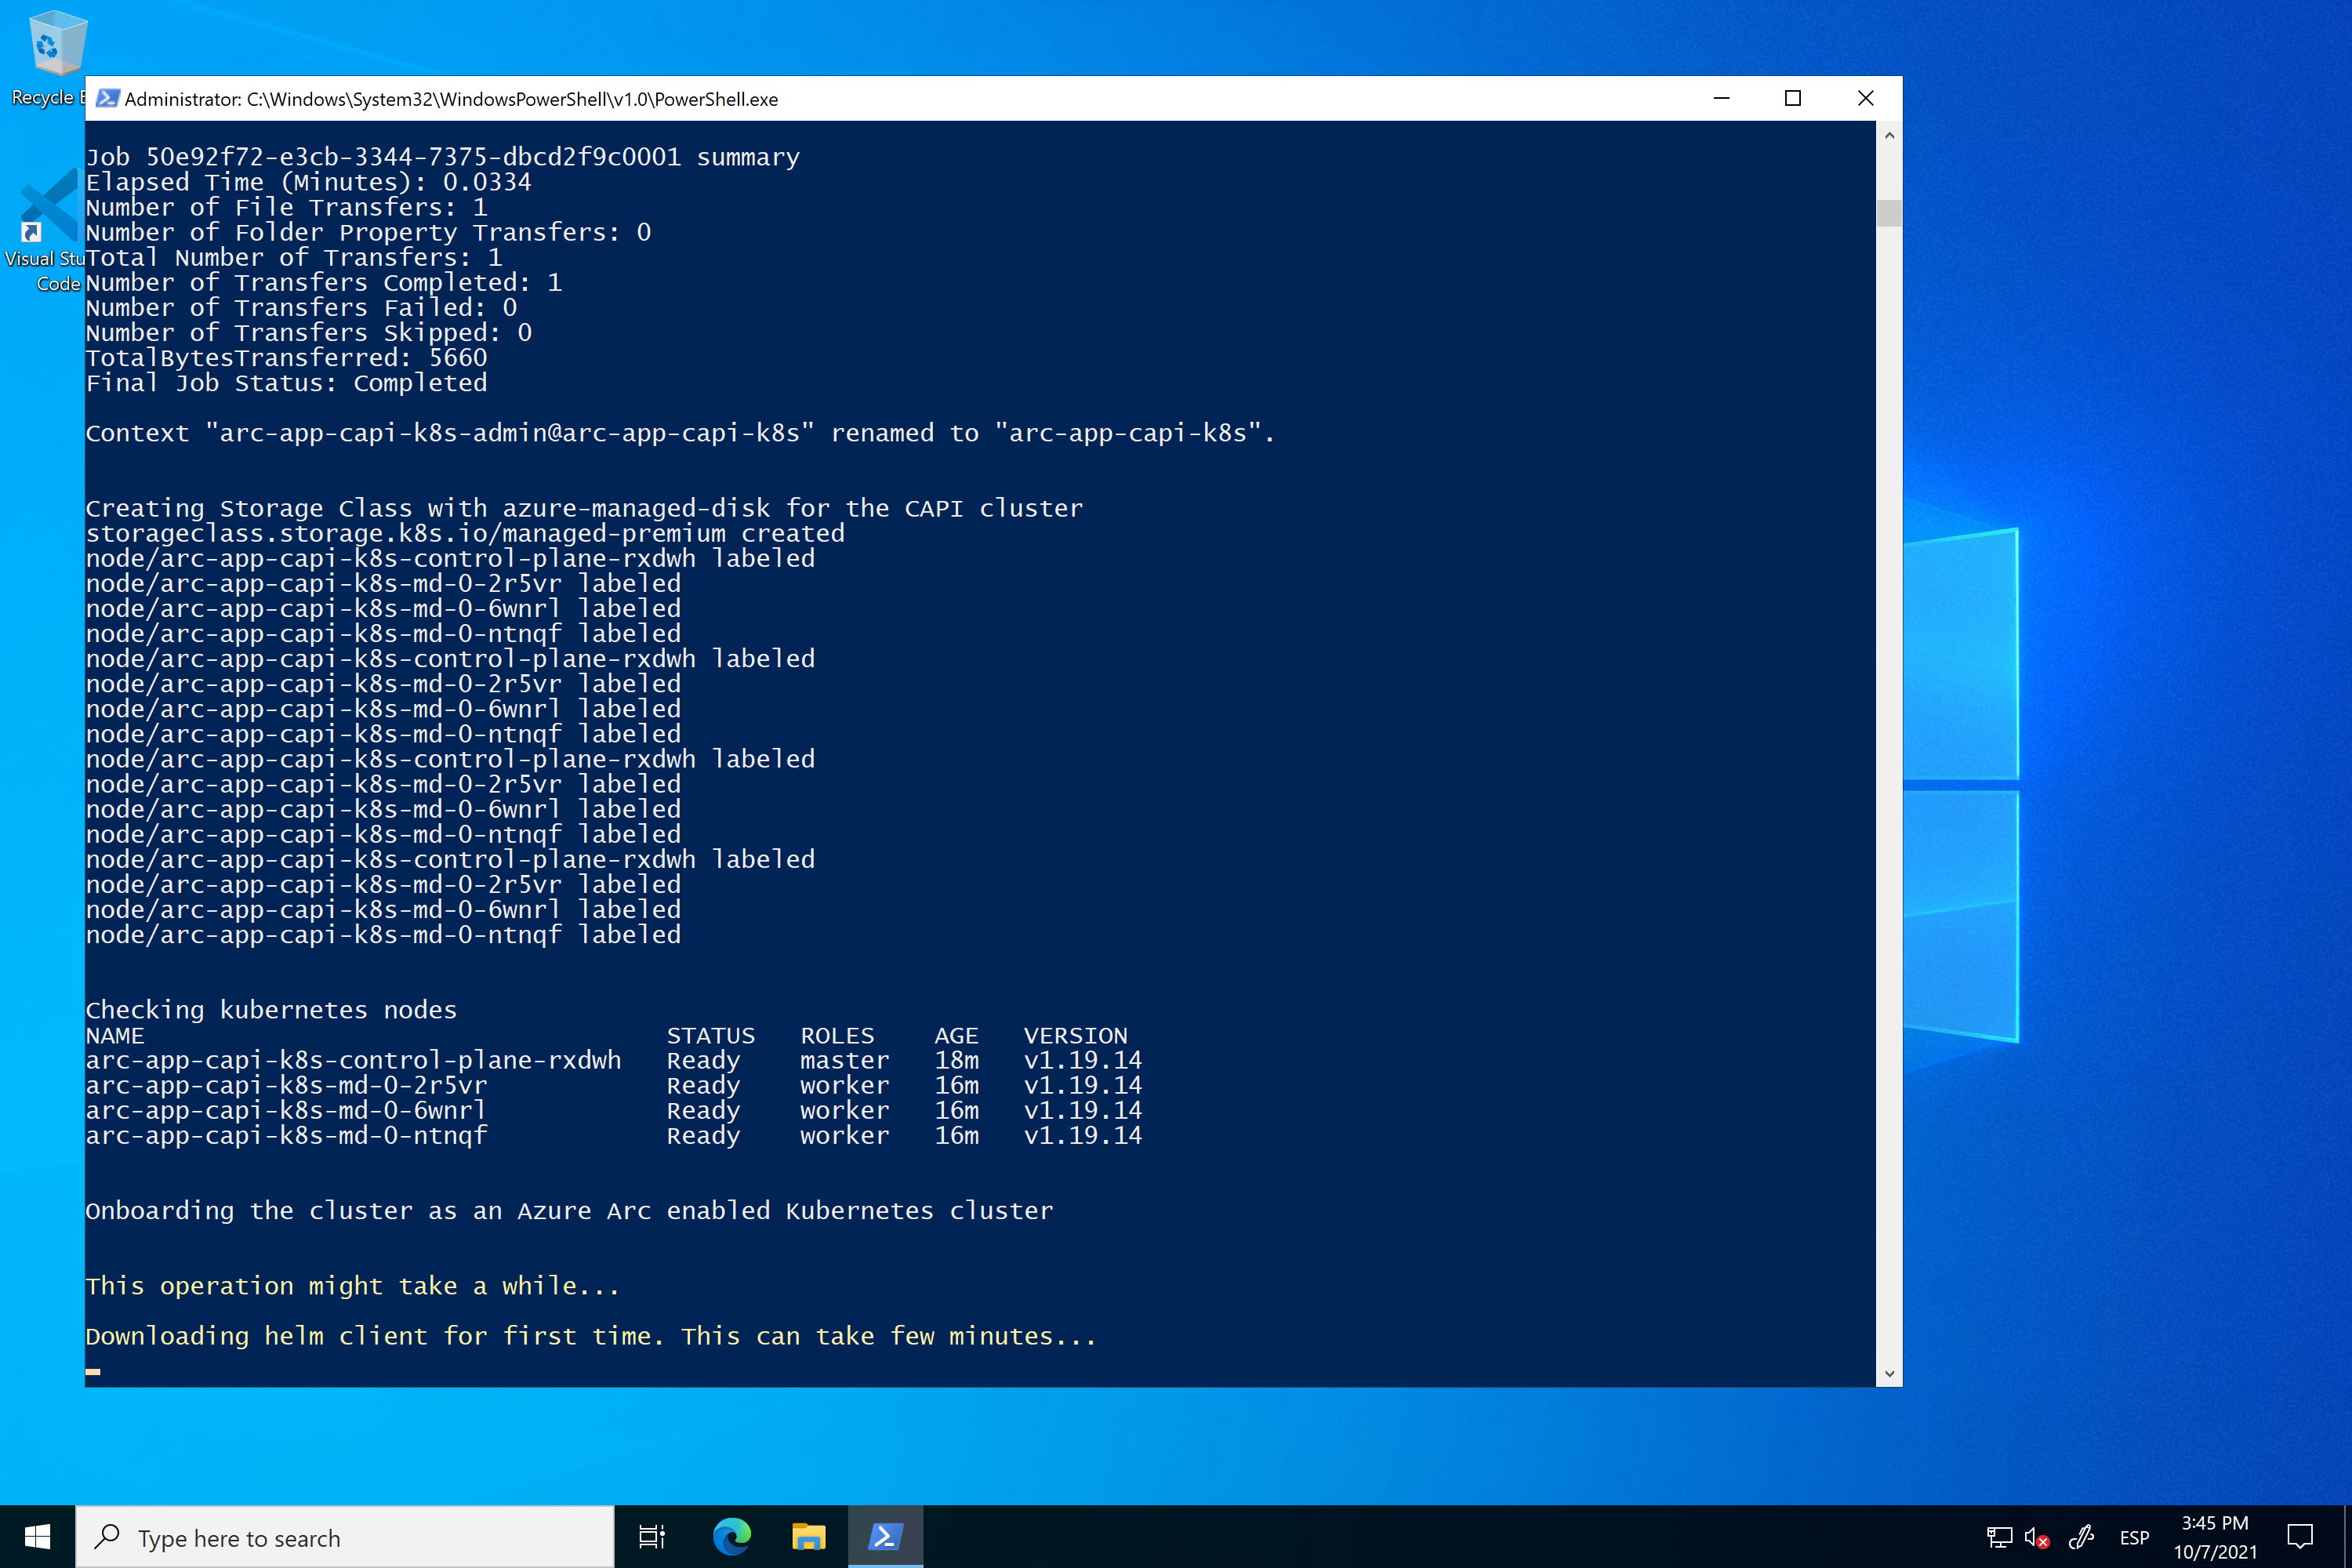 Recycle
Administrator: C:\Windows\System32\WindowsPowerShell\v1.0\PowerShell.exe
Visual Stu
Code
Job 50e92f72-e3cb-3344-7375-dbcd2f9c0001 summary
Elapsed Time (Minutes): 0.0334
Number of File Transfers: 1
Number of Folder Property Transfers: 0
Total Number of Transfers: 1
Number of Transfers Completed: 1
Number of Transfers Failed: 0
Number of Transfers Skipped: 0
TotalBytesTransferred: 5660
Final Job Status: Completed
Context "arc-app-capi-k8s-admin@arc-app-capi-k8s" renamed to "arc-app-capi-k8s".
Creating Storage Class with azure-managed-disk for the CAPI cluster
storageclass.storage.k8s.io/managed-premium created
node/arc-app-capi-k8s-control-plane-rxdwh labeled
node/arc-app-capi-k8s-md-0-2r5vr labeled
node/arc-app-capi-k8s-md-0-6wnrl labeled
node/arc-app-capi-k8s-md-0-ntnqf labeled
node/arc-app-capi-k8s-control-plane-rxdwh labeled
node/arc-app-capi-k8s-md-0-2r5vr labeled
node/arc-app-capi-k8s-md-0-6wnrl labeled
node/arc-app-capi-k8s-md-0-ntnqf labeled
node/arc-app-capi-k8s-control-plane-rxdwh labeled
node/arc-app-capi-k8s-md-0-2r5vr labeled
node/arc-app-capi-k8s-md-0-6wnrl labeled
node/arc-app-capi-k8s-md-0-ntnqf labeled
node/arc-app-capi-k8s-control-plane-rxdwh labeled
node/arc-app-capi-k8s-md-0-2r5vr labeled
node/arc-app-capi-k8s-md-0-6wnrl labeled
node/arc-app-capi-k8s-md-0-ntnqf labeled
Checking kubernetes nodes
NAME STATUS ROLES AGE VERSION
arc-app-capi-k8s-control-plane-rxdwh Ready master 18m v1.19.14
arc-app-capi-k8s-md-0-2r5vr Ready worker 16m v1.19.14
arc-app-capi-k8s-md-0-6wnrl Ready worker 16m v1.19.14
arc-app-capi-k8s-md-0-ntnqf Ready worker 16m v1.19.14
Onboarding the cluster as an Azure Arc enabled Kubernetes cluster
This operation might take a while...
Downloading helm client for first time. This can take few minutes...
Type here to search
ESP
3:45 PM
10/7/2021